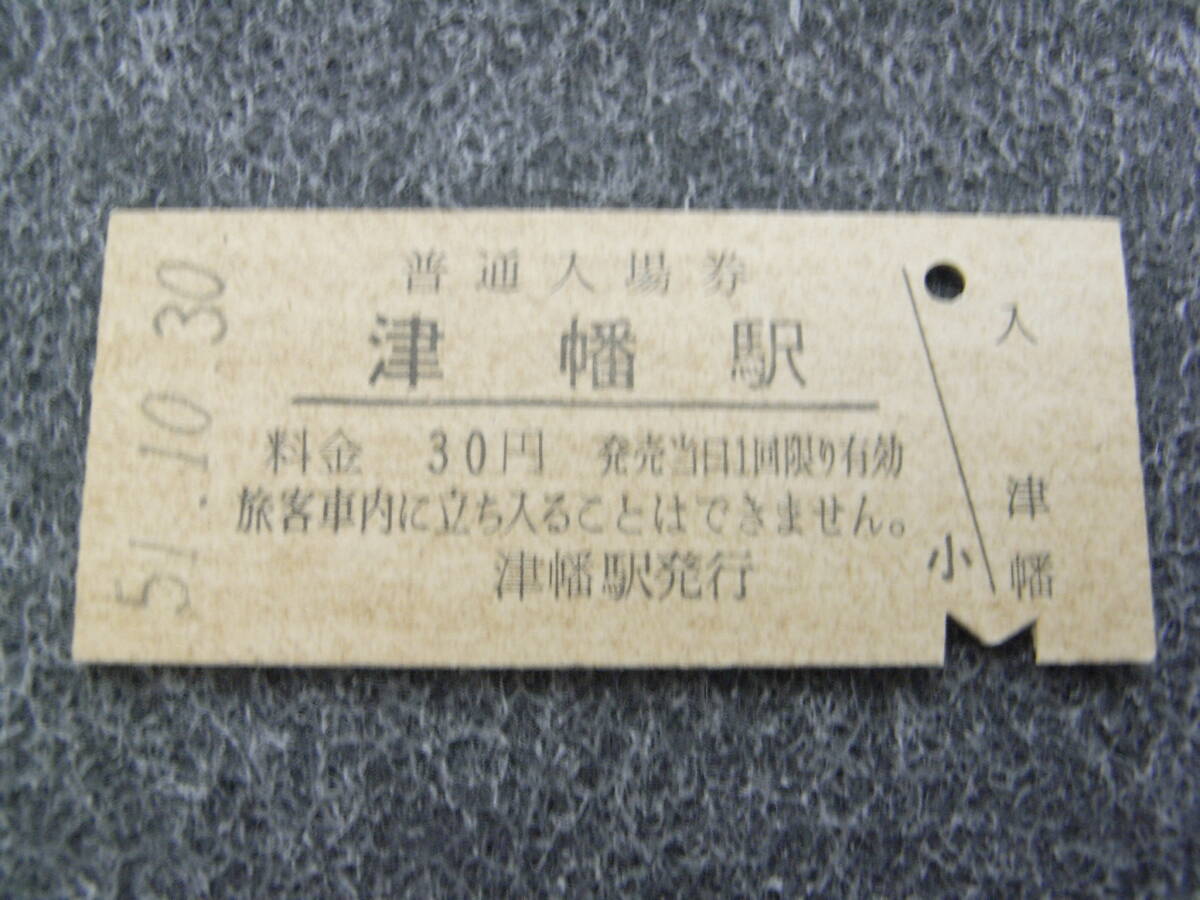 普通入場券
津幡駅
料金 30円 発売当日1回限り有効
旅客車内に立ち入ることはできません。
津幡駅発行
51.10.30
小
入
津幡